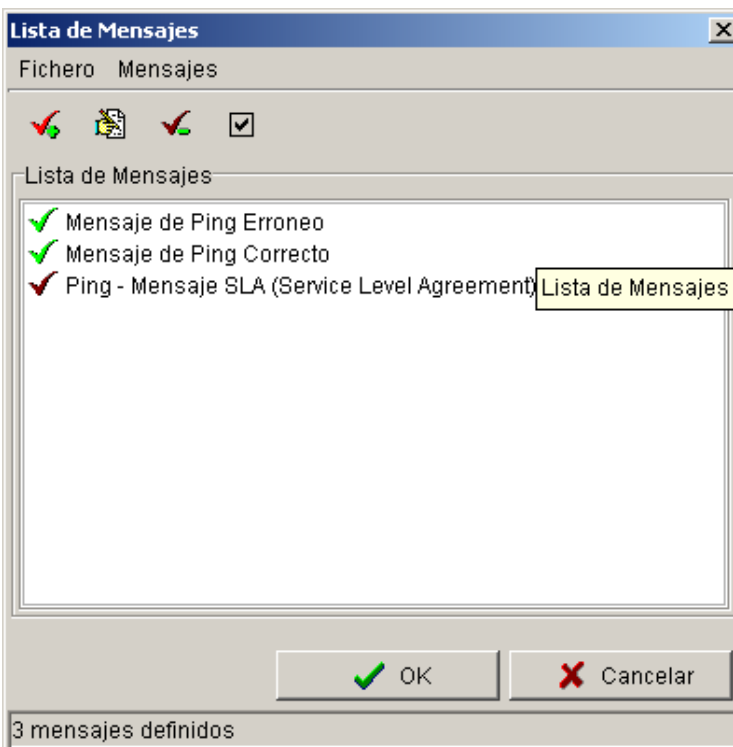 Lista de Mensajes
Fichero Mensajes
Lista de Mensajes
Mensaje de Ping Erroneo
Mensaje de Ping Correcto
Ping - Mensaje SLA (Service Level Agreement)
Lista de Mensajes
OK
Cancelar
3 mensajes definidos